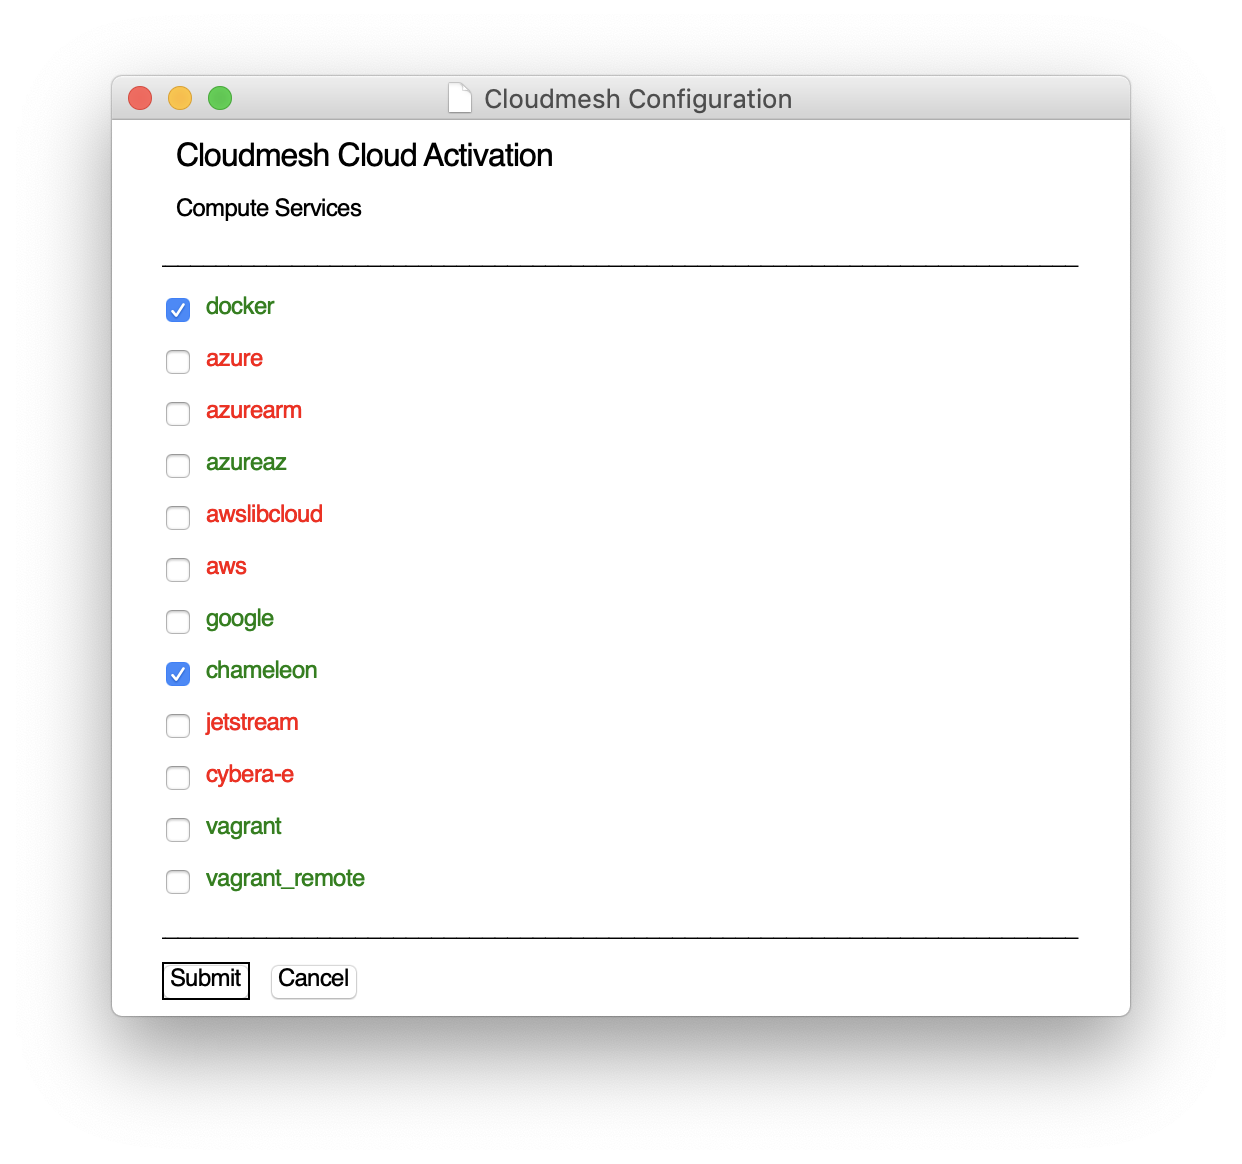 Cloudmesh Configuration
Cloudmesh Cloud Activation
Compute Services
docker
azure
azurearm
azureaz
awslibcloud
aws
google
chameleon
jetstream
cybera-e
vagrant
vagrant_remote
Submit Cancel